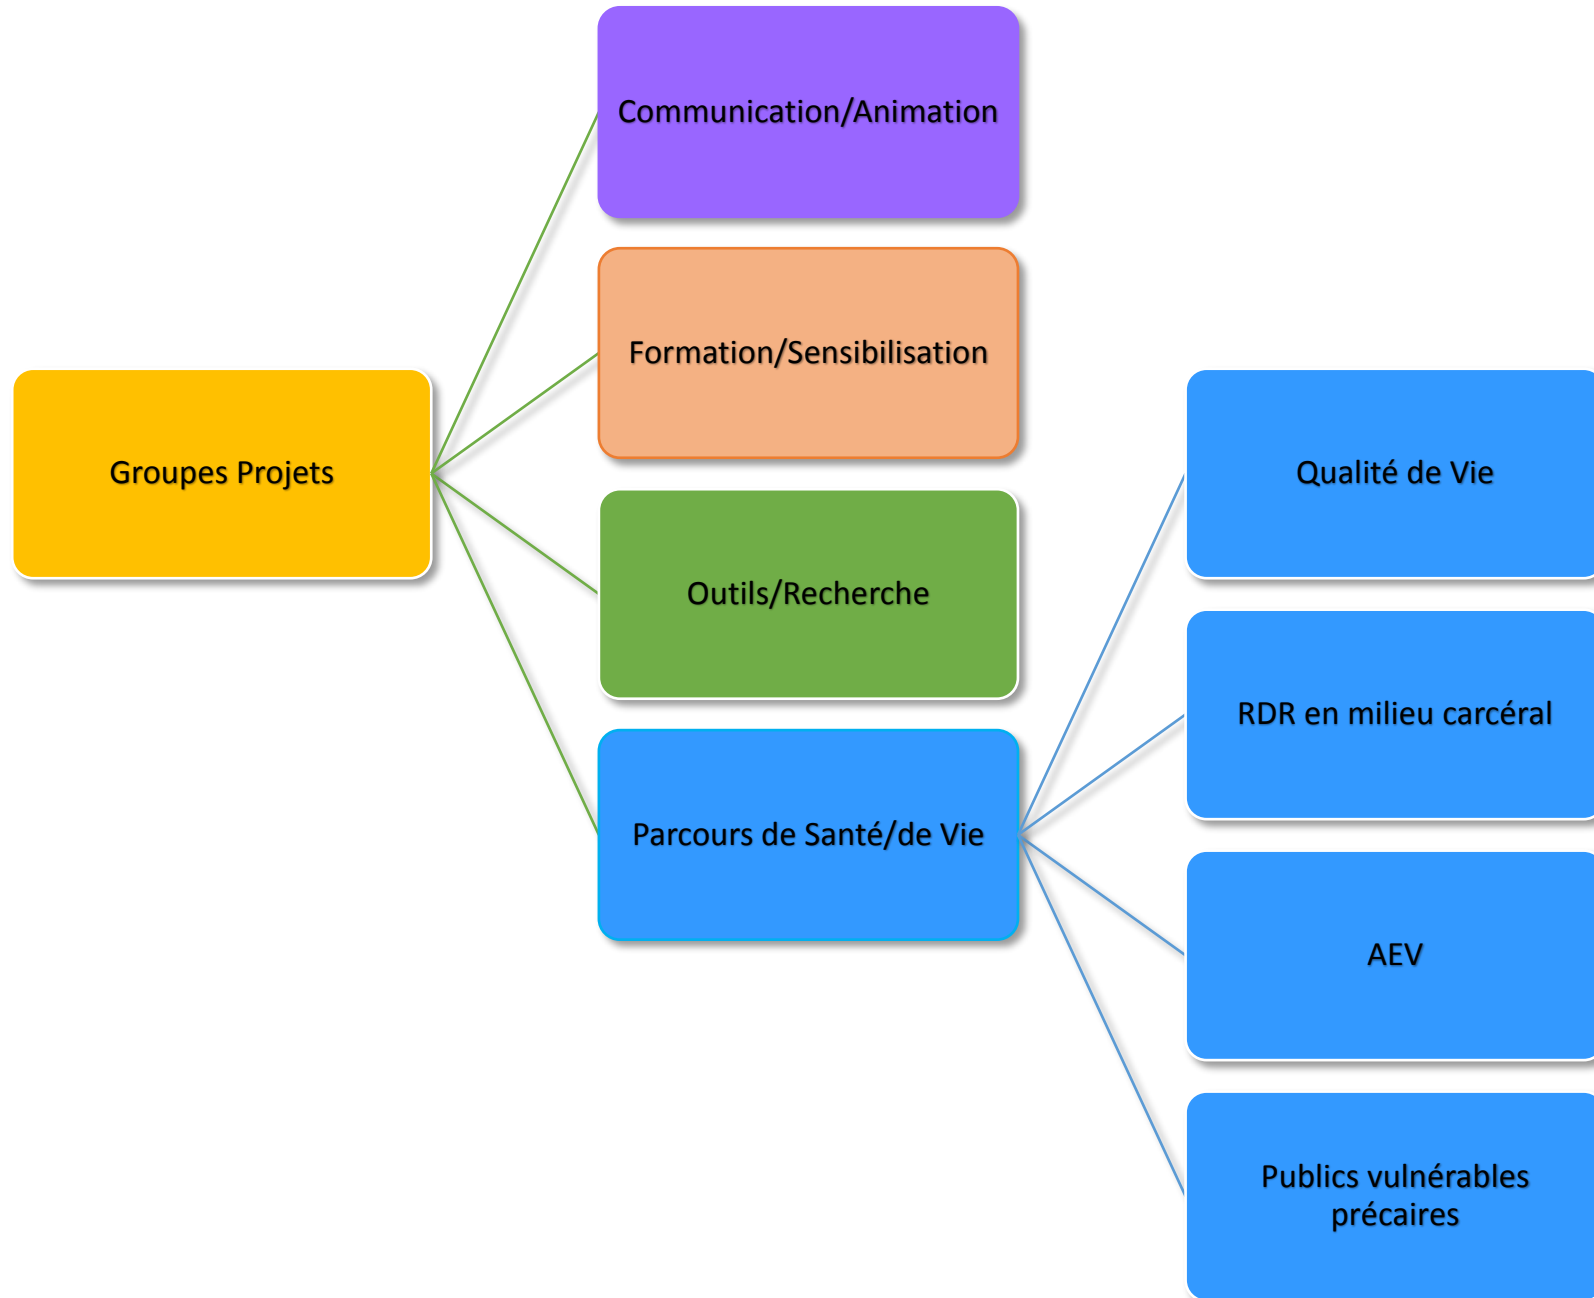 Groupes Projets
Communication/Animation
Formation/Sensibilisation
Outils/Recherche
Parcours de Santé/de Vie
Qualité de Vie
RDR en milieu carcéral
AEV
Publics vulnérables
précaires